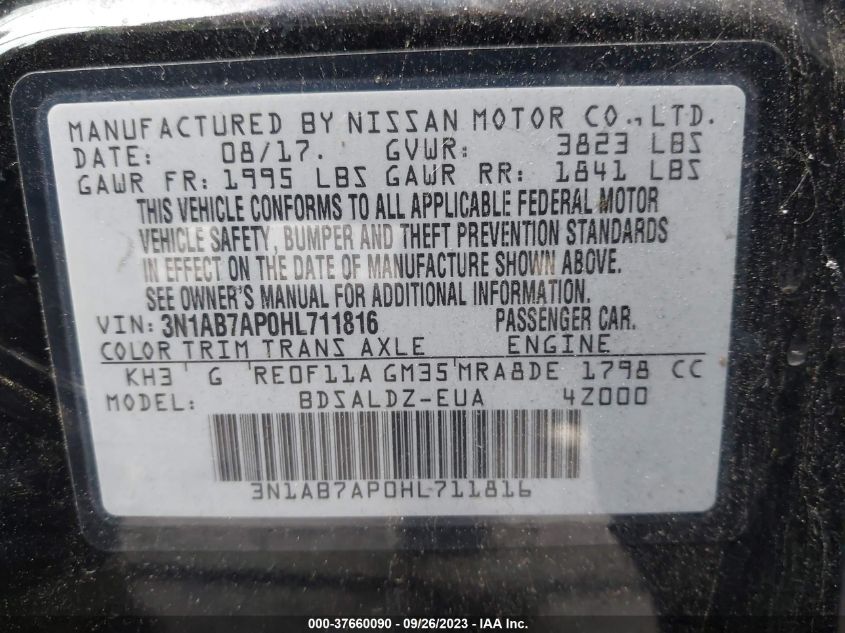 MANUFACTURED BY NISSAN MOTOR CO., LTD.
DATE: 08/17. GVWR: 3823 LBS
GAWR FR: 1995 LBS GAWR RR: 1841 LBS
THIS VEHICLE CONFORMS TO ALL APPLICABLE FEDERAL MOTOR
VEHICLE SAFETY, BUMPER AND THEFT PREVENTION STANDARDS
IN EFFECT ON THE DATE OF MANUFACTURE SHOWN ABOVE.
SEE OWNER'S MANUAL FOR ADDITIONAL INFORMATION.
VIN: 3N1AB7AP0HL711816 PASSENGER CAR.
COLOR TRIM TRANS AXLE ENGINE
KH3 G RE0F11A GM35 MRA8DE 1798 CC
MODEL: BDSALDZ-EUA 4Z000
3N1AB7AP0HL711816
000-37660090 - 09/26/2023 - IAA Inc.